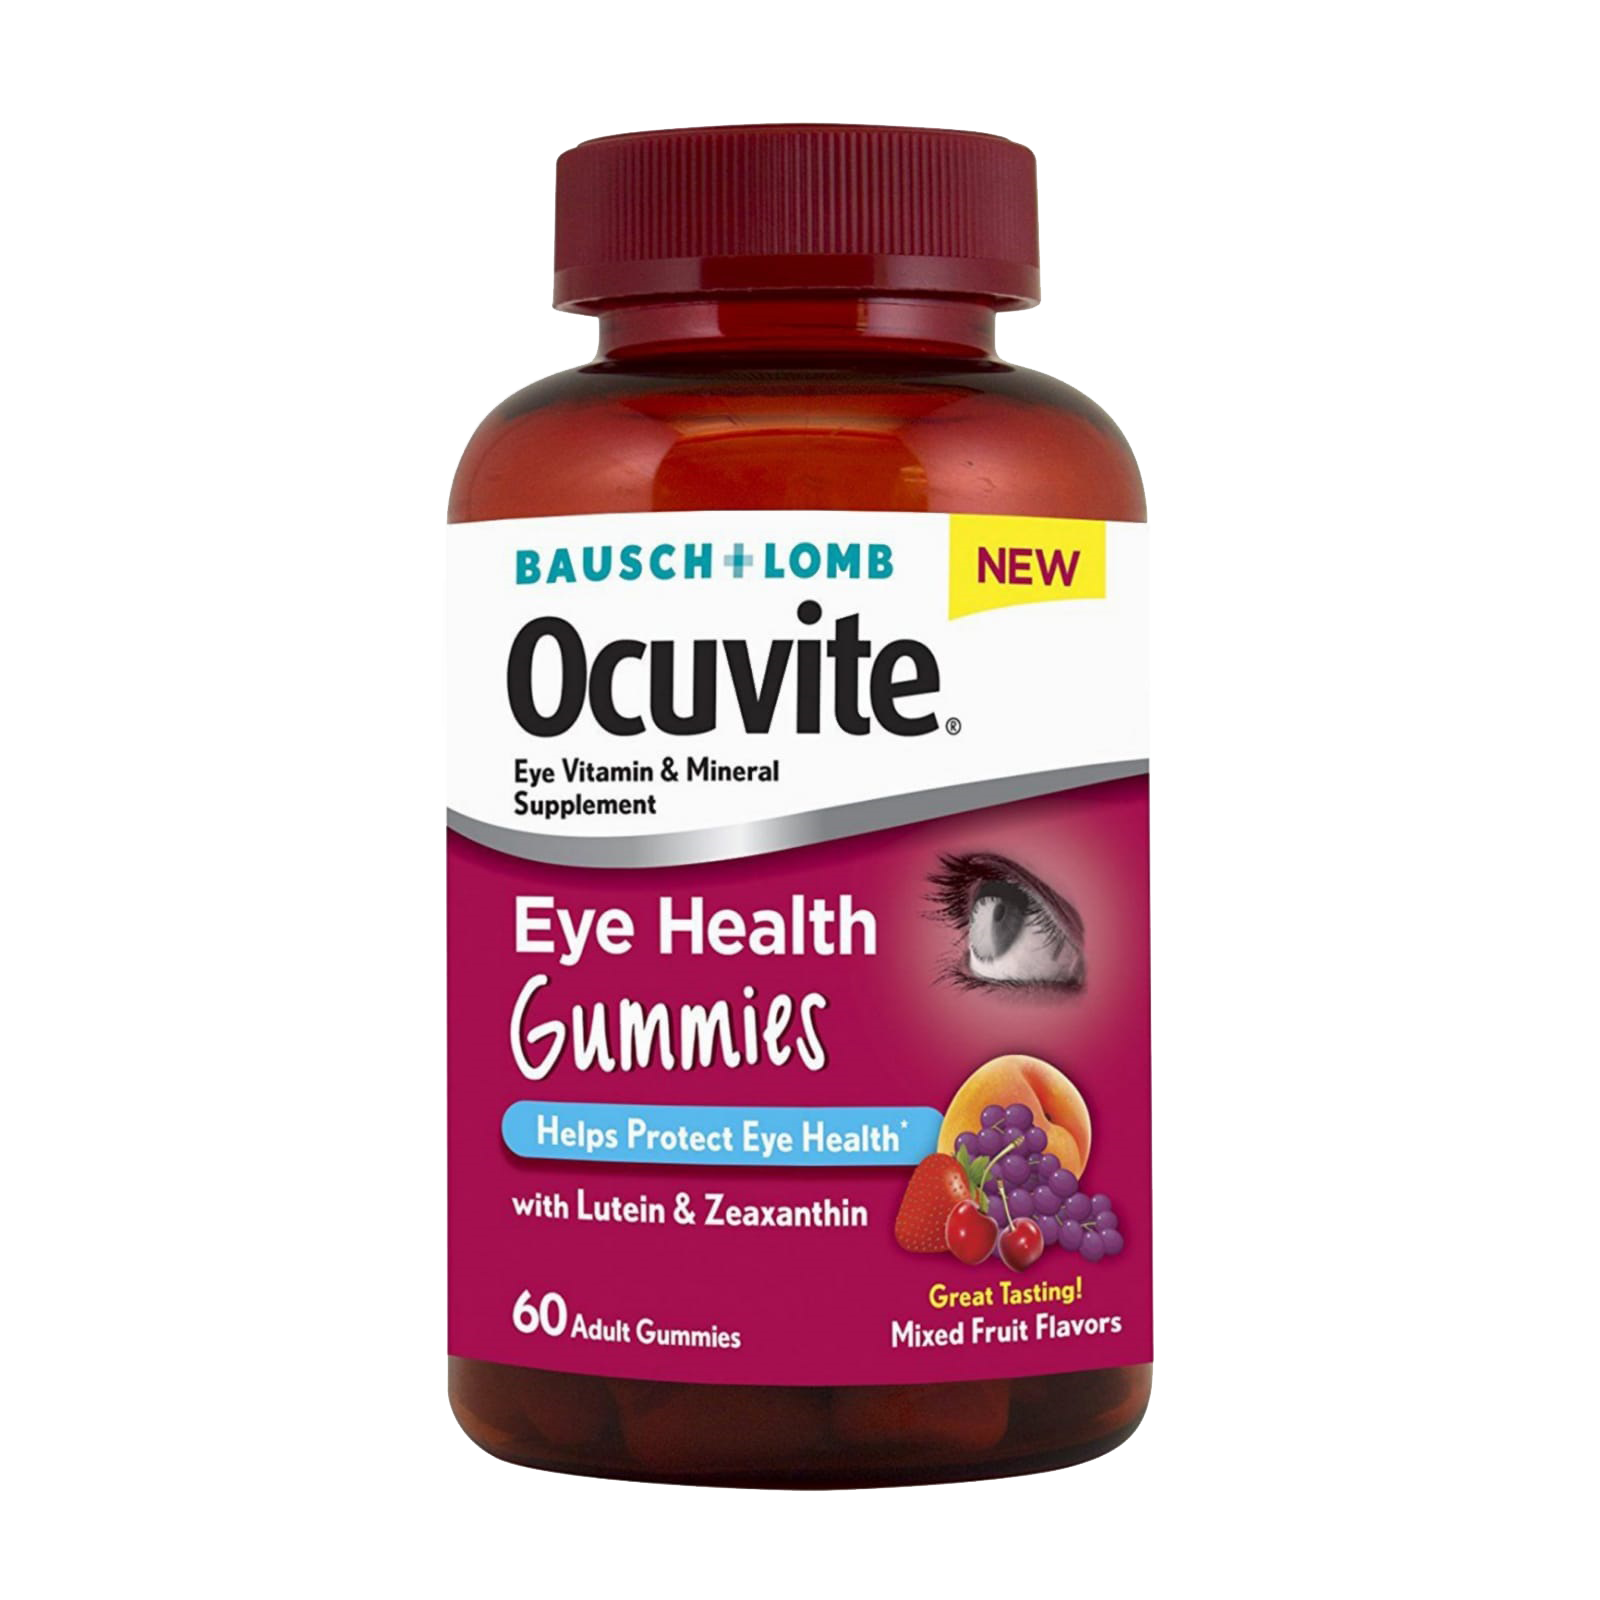 BAUSCH + LOMB
NEW
Ocuvite®
Eye Vitamin & Mineral
Supplement
Eye Health
Gummies
Helps Protect Eye Health*
with Lutein & Zeaxanthin
60 Adult Gummies
Great Tasting!
Mixed Fruit Flavors